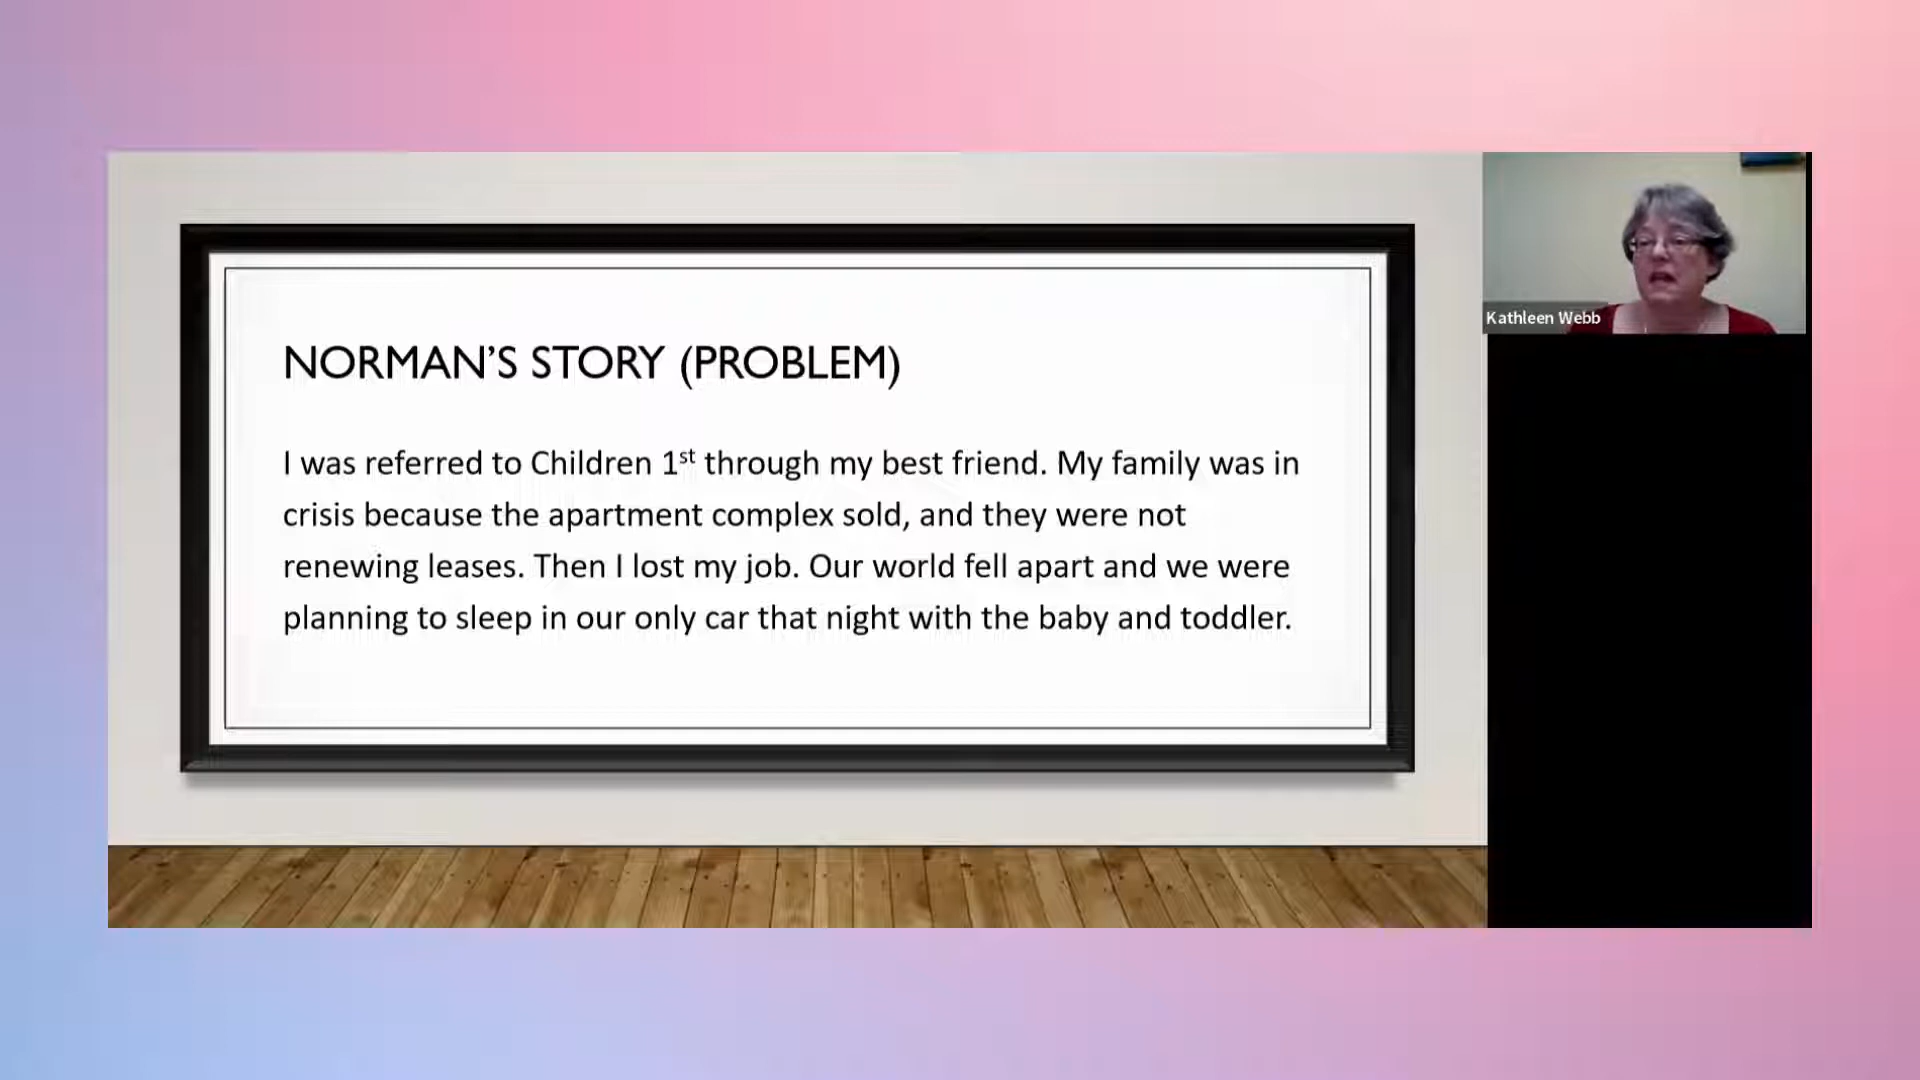 NORMAN’S STORY (PROBLEM)
I was referred to Children 1st through my best friend. My family was in
crisis because the apartment complex sold, and they were not
renewing leases. Then I lost my job. Our world fell apart and we were
planning to sleep in our only car that night with the baby and toddler.
Kathleen Webb